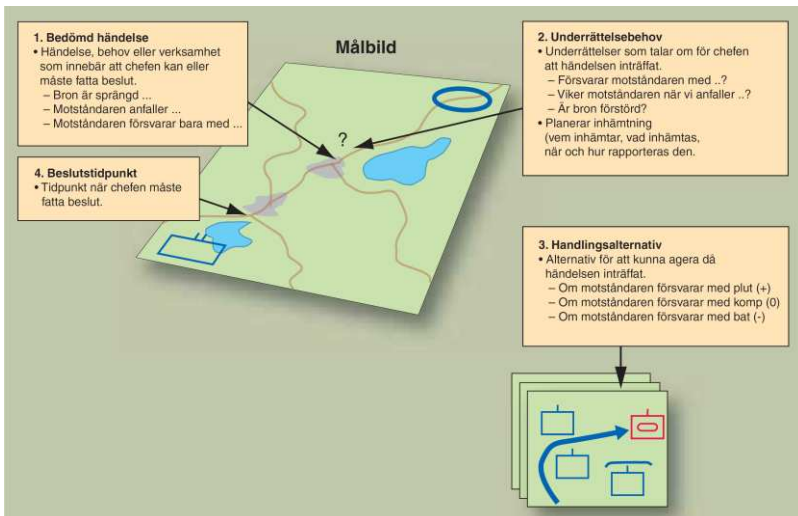 1. Bedömd händelse
• Händelse, behov eller verksamhet
som innebär att chefen kan eller
måste fatta beslut.
– Bron är sprängd ...
– Motståndaren anfaller ...
– Motståndaren försvarar bara med ...
Målbild
2. Underrättelsebehov
• Underrättelser som talar om för chefen
att händelsen inträffat.
– Försvarar motståndaren med ..?
– Viker motståndaren när vi anfaller ..?
– Är bron förstörd?
• Planerar inhämtning
(vem inhämtar, vad inhämtas,
när och hur rapporteras den.
?
4. Beslutstidpunkt
• Tidpunkt när chefen måste
fatta beslut.
3. Handlingsalternativ
• Alternativ för att kunna agera då
händelsen inträffat.
– Om motståndaren försvarar med plut (+)
– Om motståndaren försvarar med komp (0)
– Om motståndaren försvarar med bat (-)